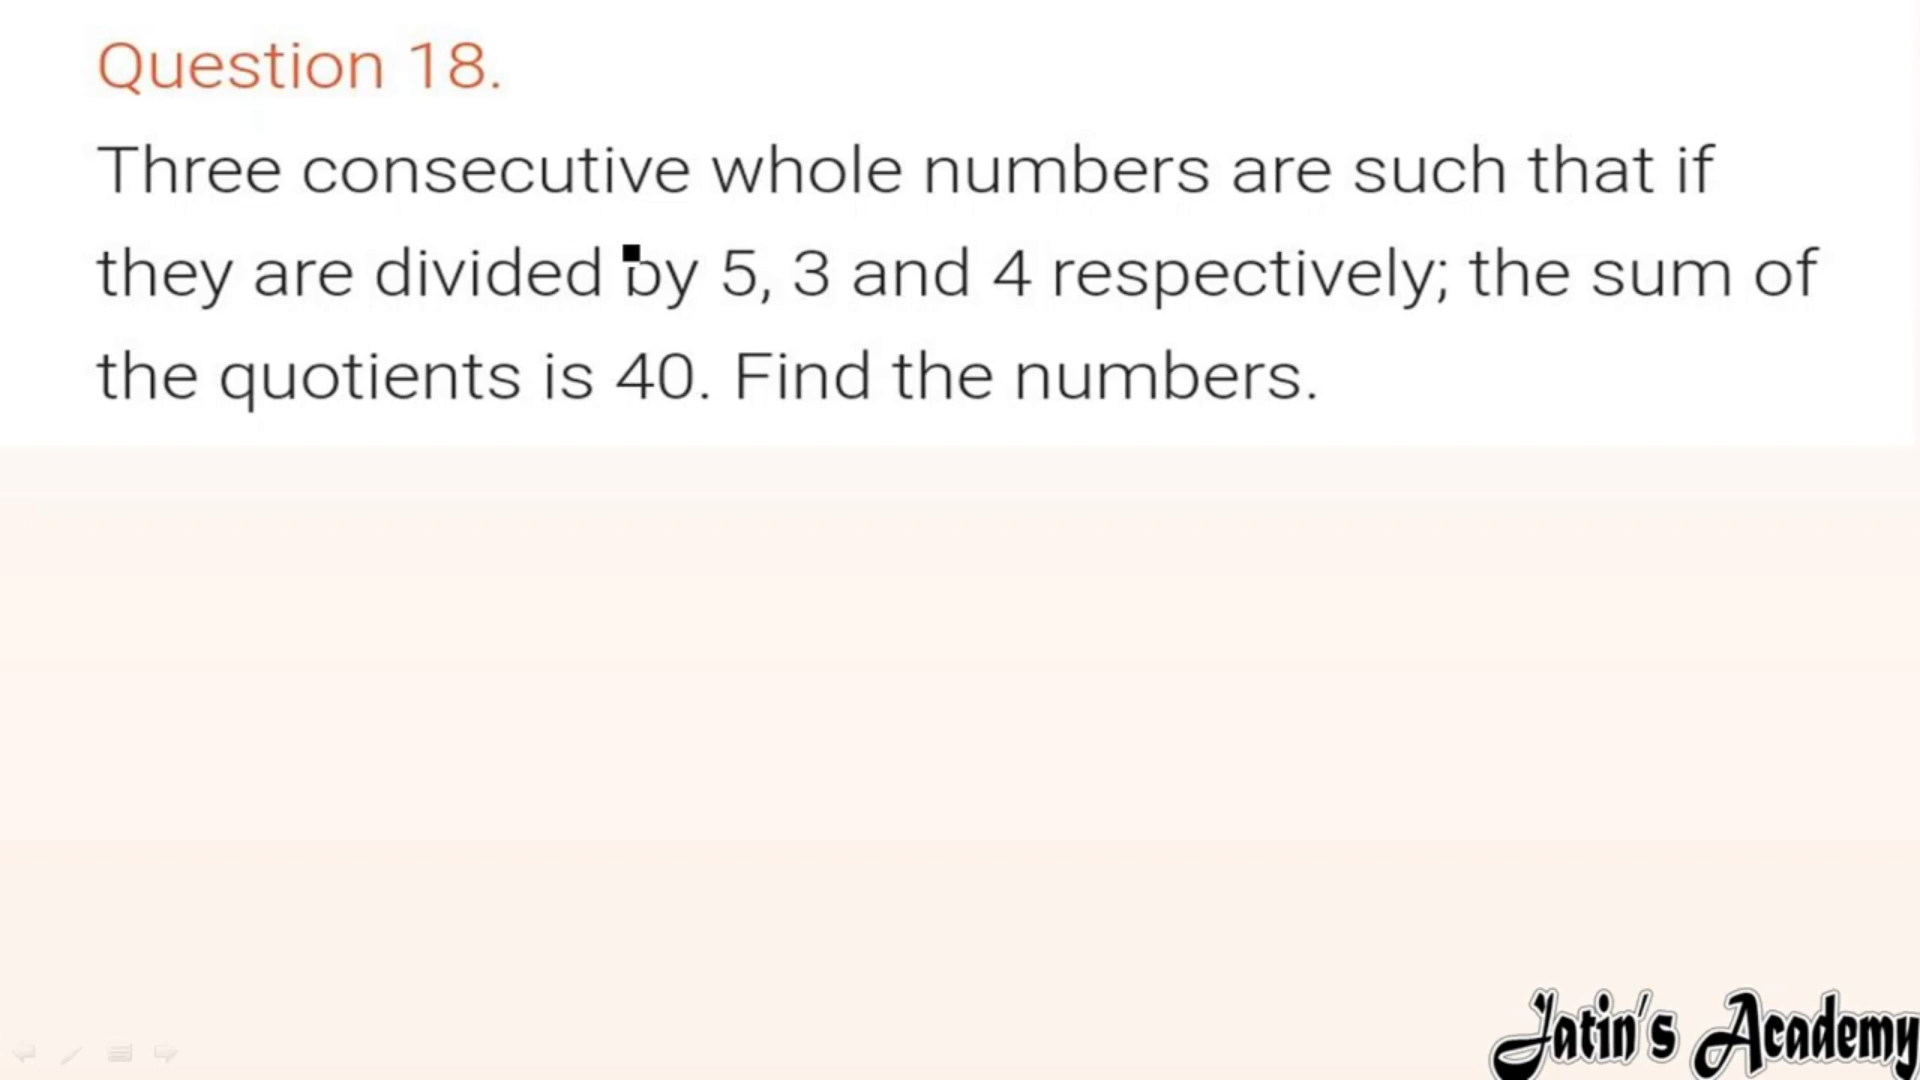 Question 18.
Three consecutive whole numbers are such that if
they are divided by 5, 3 and 4 respectively; the sum of
the quotients is 40. Find the numbers.
Jatin's Academy